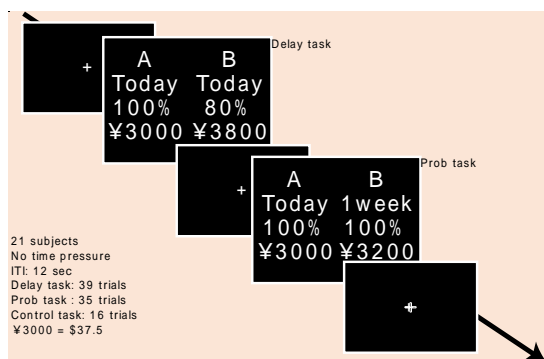 Delay task
A B
Today Today
100% 80%
¥3000 ¥3800
Prob task
A B
Today 1week
100% 100%
¥3000 ¥3200
21 subjects
No time pressure
ITI: 12 sec
Delay task: 39 trials
Prob task : 35 trials
Control task: 16 trials
¥3000 = $37.5